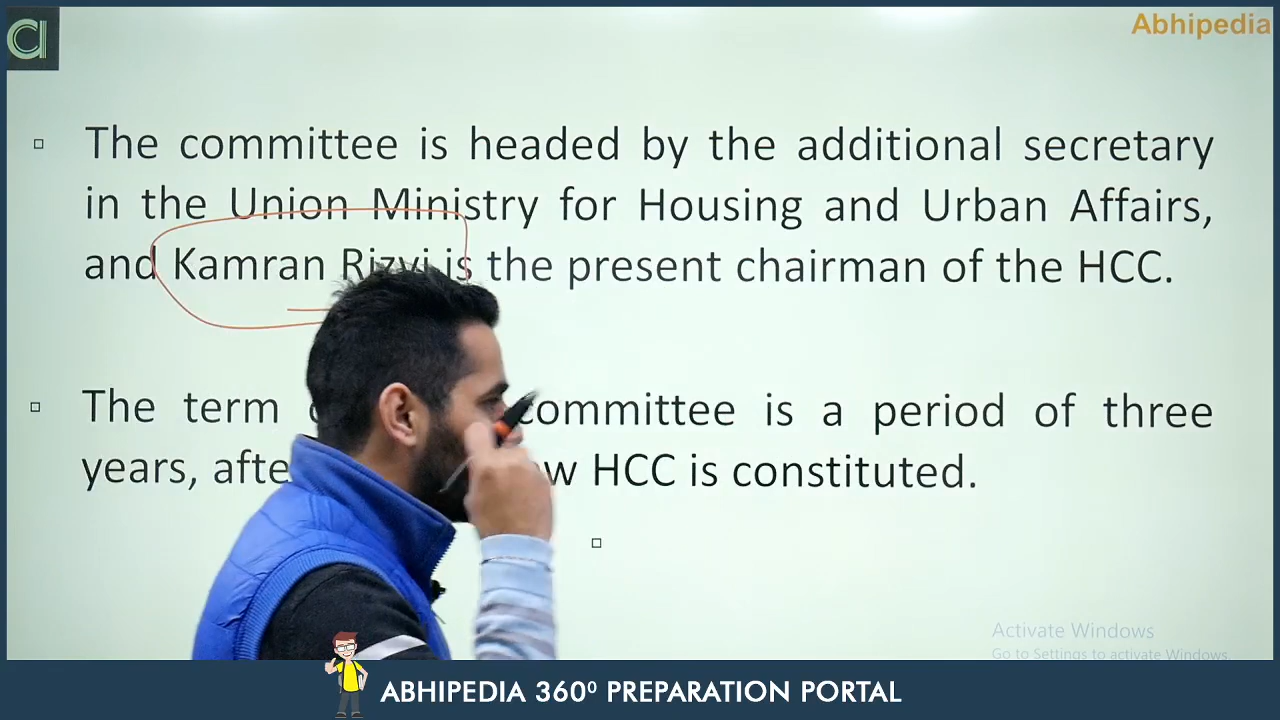 Abhipedia
The committee is headed by the additional secretary
in the Union Ministry for Housing and Urban Affairs,
and Kamran Rizvi is the present chairman of the HCC.
The term committee is a period of three
years, HCC is constituted.
Activate Windows
Go to Settings to activate Windows.
ABHIPEDIA 360⁰ PREPARATION PORTAL